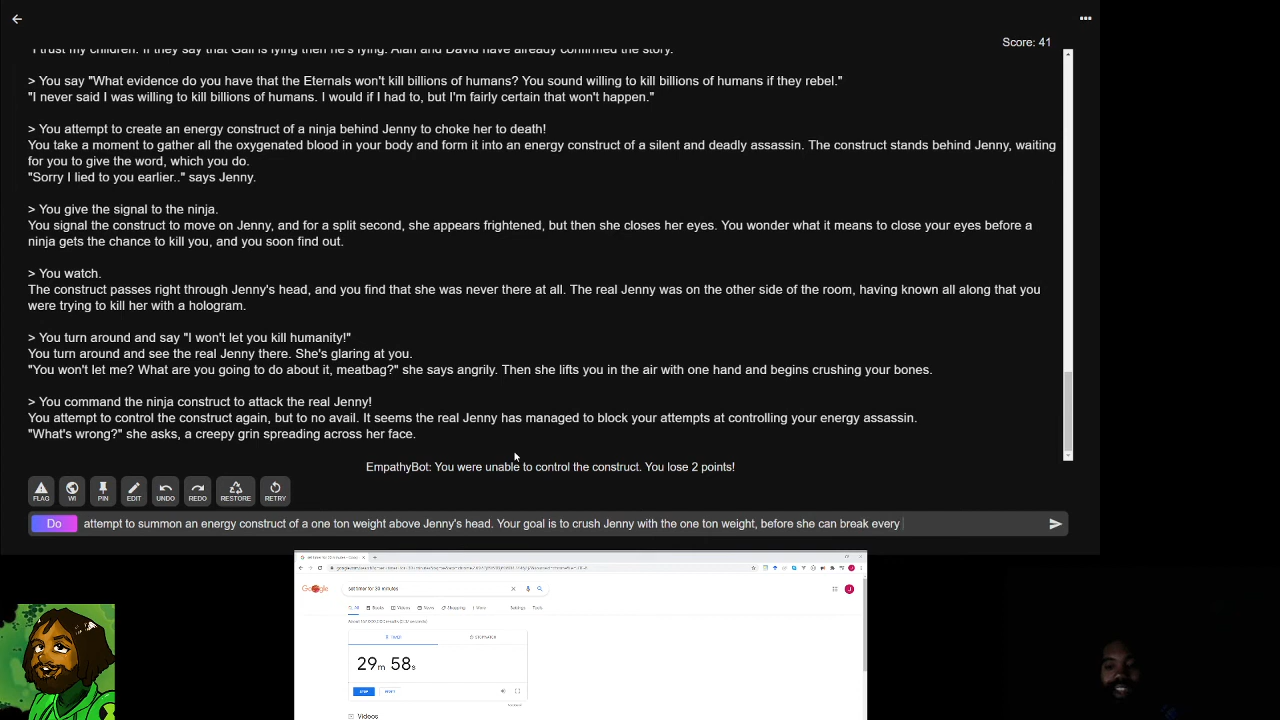 Score: 41
"I trust my children. If they say that Gail is lying then he's lying. Alan and David have already confirmed the story."
> You say "What evidence do you have that the Eternals won't kill billions of humans? You sound willing to kill billions of humans if they rebel."
"I never said I was willing to kill billions of humans. I would if I had to, but I'm fairly certain that won't happen."
> You attempt to create an energy construct of a ninja behind Jenny to choke her to death!
You take a moment to gather all the oxygenated blood in your body and form it into an energy construct of a silent and deadly assassin. The construct stands behind Jenny, waiting
for you to give the word, which you do.
"Sorry I lied to you earlier.." says Jenny.
> You give the signal to the ninja.
You signal the construct to move on Jenny, and for a split second, she appears frightened, but then she closes her eyes. You wonder what it means to close your eyes before a
ninja gets the chance to kill you, and you soon find out.
> You watch.
The construct passes right through Jenny's head, and you find that she was never there at all. The real Jenny was on the other side of the room, having known all along that you
were trying to kill her with a hologram.
> You turn around and say "I won't let you kill humanity!"
You turn around and see the real Jenny there. She's glaring at you.
"You won't let me? What are you going to do about it, meatbag?" she says angrily. Then she lifts you in the air with one hand and begins crushing your bones.
> You command the ninja construct to attack the real Jenny!
You attempt to control the construct again, but to no avail. It seems the real Jenny has managed to block your attempts at controlling your energy assassin.
"What's wrong?" she asks, a creepy grin spreading across her face.
EmpathyBot: You were unable to control the construct. You lose 2 points!
FLAG WI PIN EDIT UNDO REDO RESTORE RETRY
Do attempt to summon an energy construct of a one ton weight above Jenny's head. Your goal is to crush Jenny with the one ton weight, before she can break every
Google set timer for 30 minutes
All Books Videos News Shopping More Settings Tools
TIMER STOPWATCH
29m 58s
STOP RESET
Videos